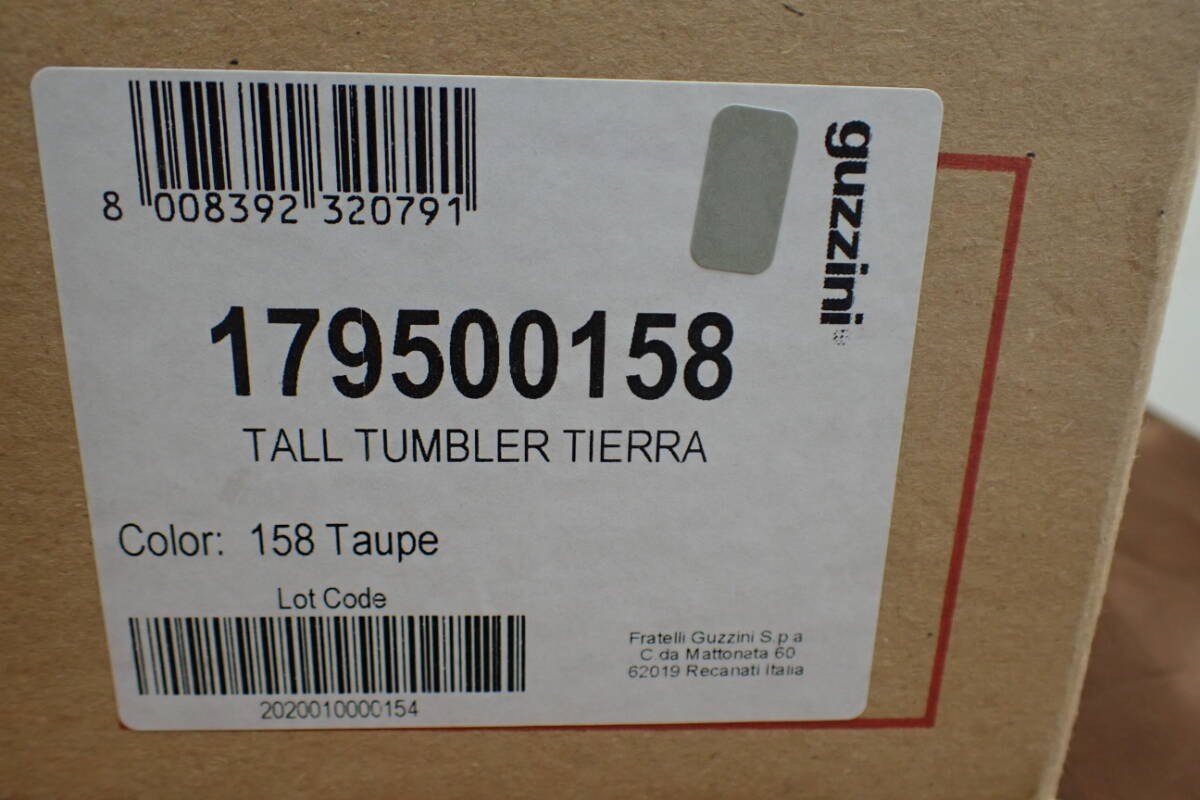 8 008392 320791
guzzini
179500158
TALL TUMBLER TIERRA
Color: 158 Taupe
Lot Code
2020010000154
Fratelli Guzzini S.p.a
C.da Mattonata 60
62019 Recanati Italia